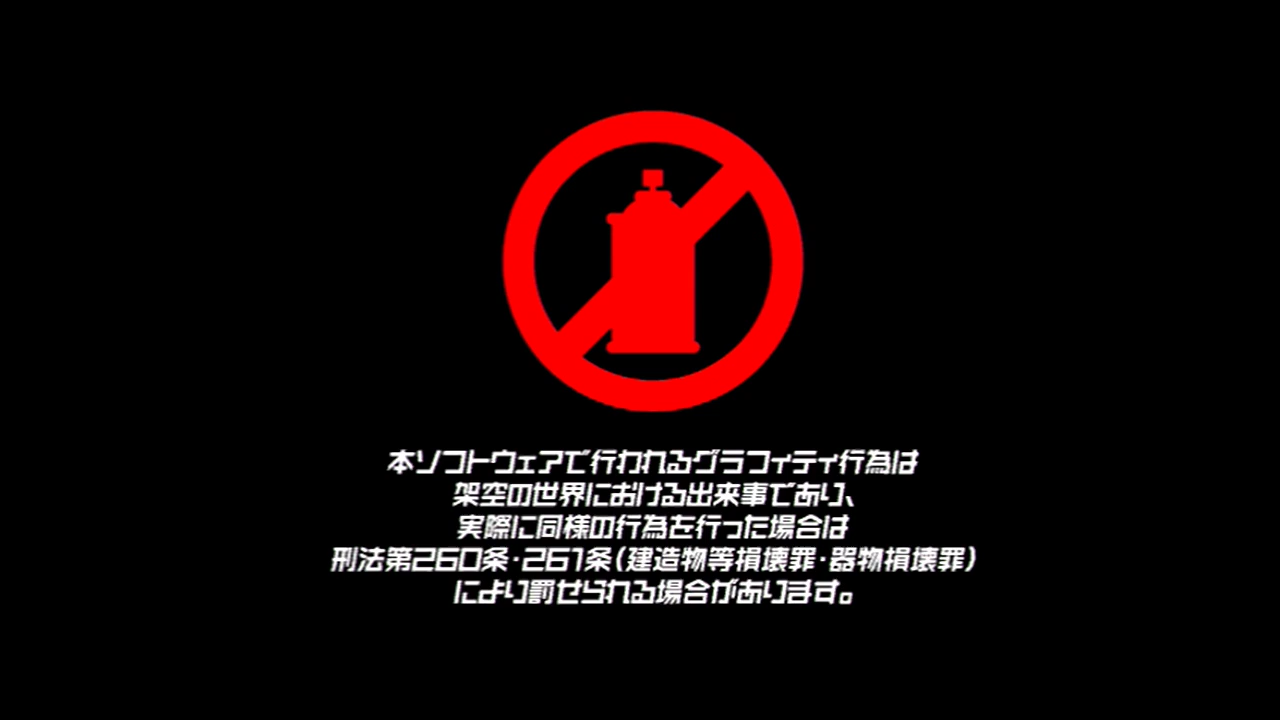 本ソフトウェアで行われるグラフィティ行為は
架空の世界における出来事であり、
実際に同様の行為を行った場合は
刑法第260条・261条(建造物等損壊罪・器物損壊罪)
により罰せられる場合があります。